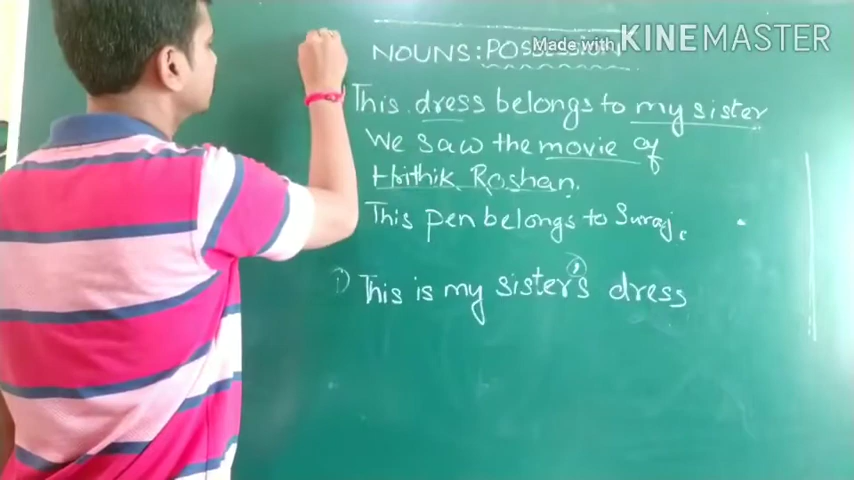 Made with KINEMASTER
NOUNS: POSSESSION
This dress belongs to my sister
We saw the movie of
Hrithik Roshan.
This pen belongs to Suraj.
i) This is my sister's dress